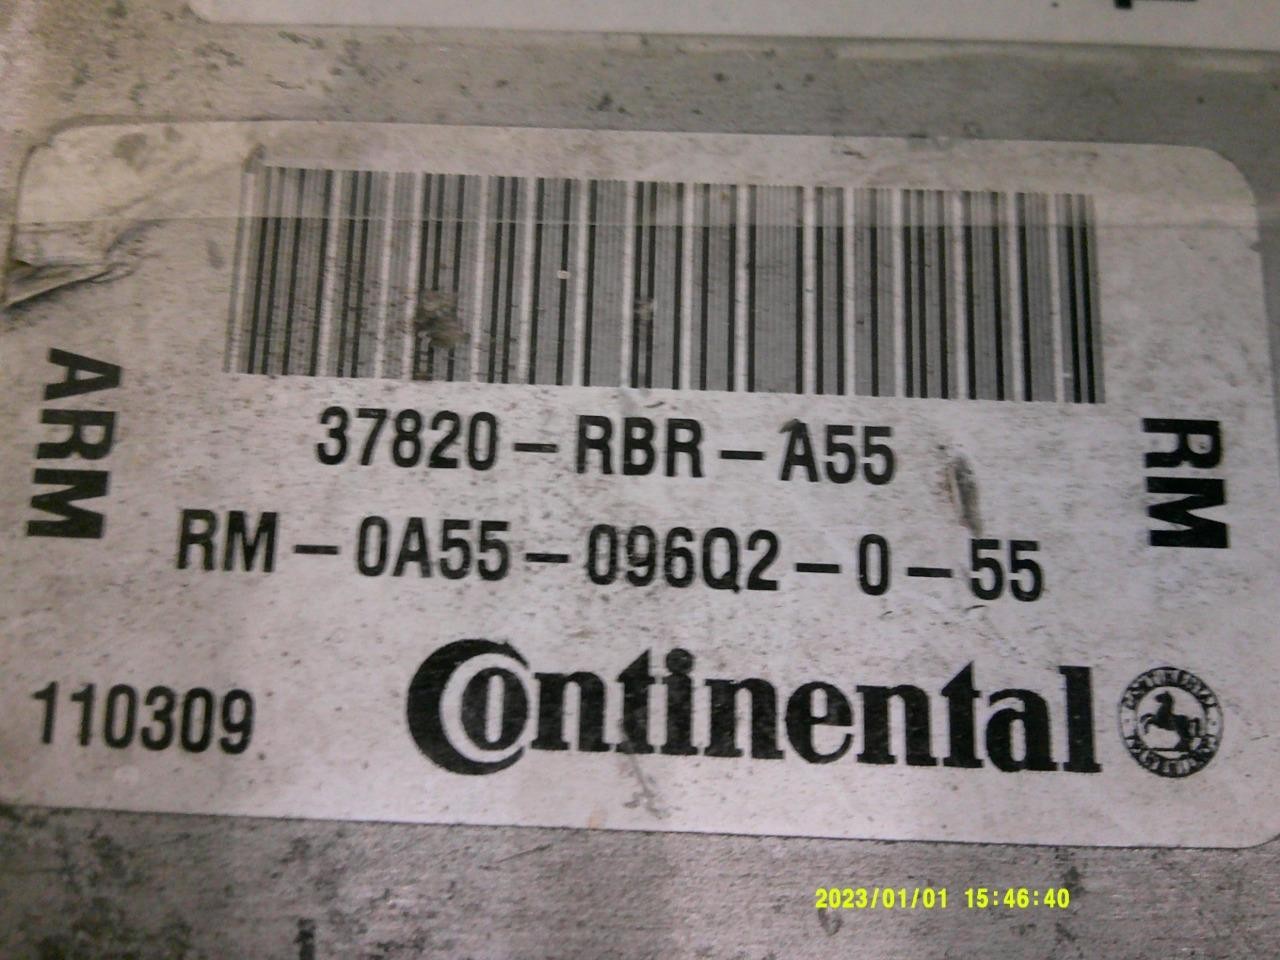 37820-RBR-A55
ARM
RM
RM-0A55-096Q2-0-55
110309
Continental
2023/01/01 15:46:40